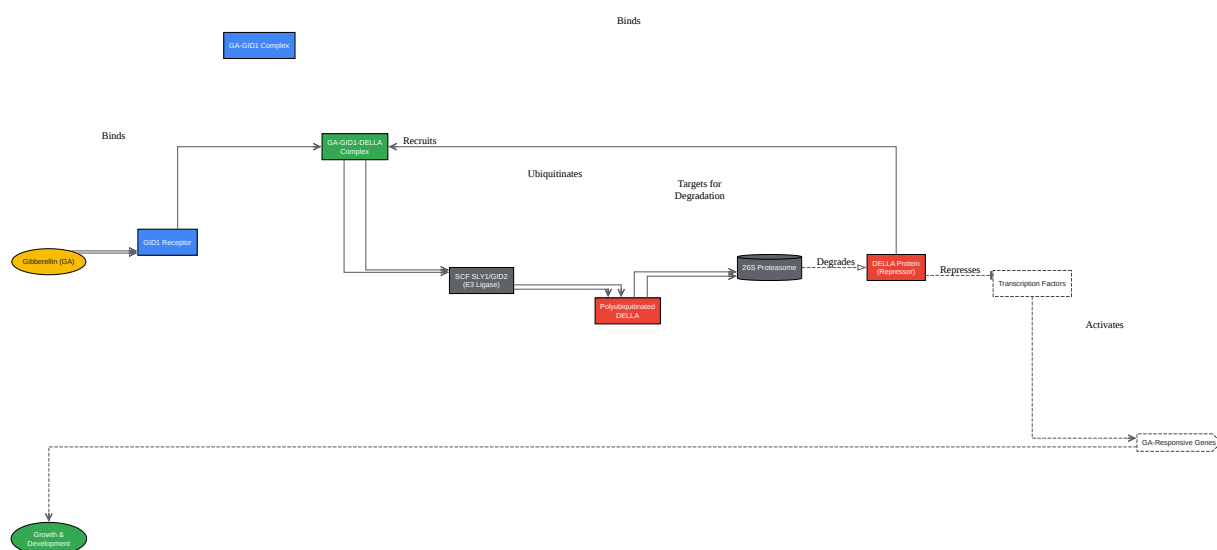 Binds
GA-GID1 Complex
Binds
GA-GID1-DELLA
Complex
Recruits
Ubiquitinates
Targets for
Degradation
GID1 Receptor
Gibberellin (GA)
SCF SLY1/GID2
(E3 Ligase)
Polyubiquitinated
DELLA
26S Proteasome
Degrades
DELLA Protein
(Repressor)
Represses
Transcription Factors
Activates
GA-Responsive Genes
Growth &
Development